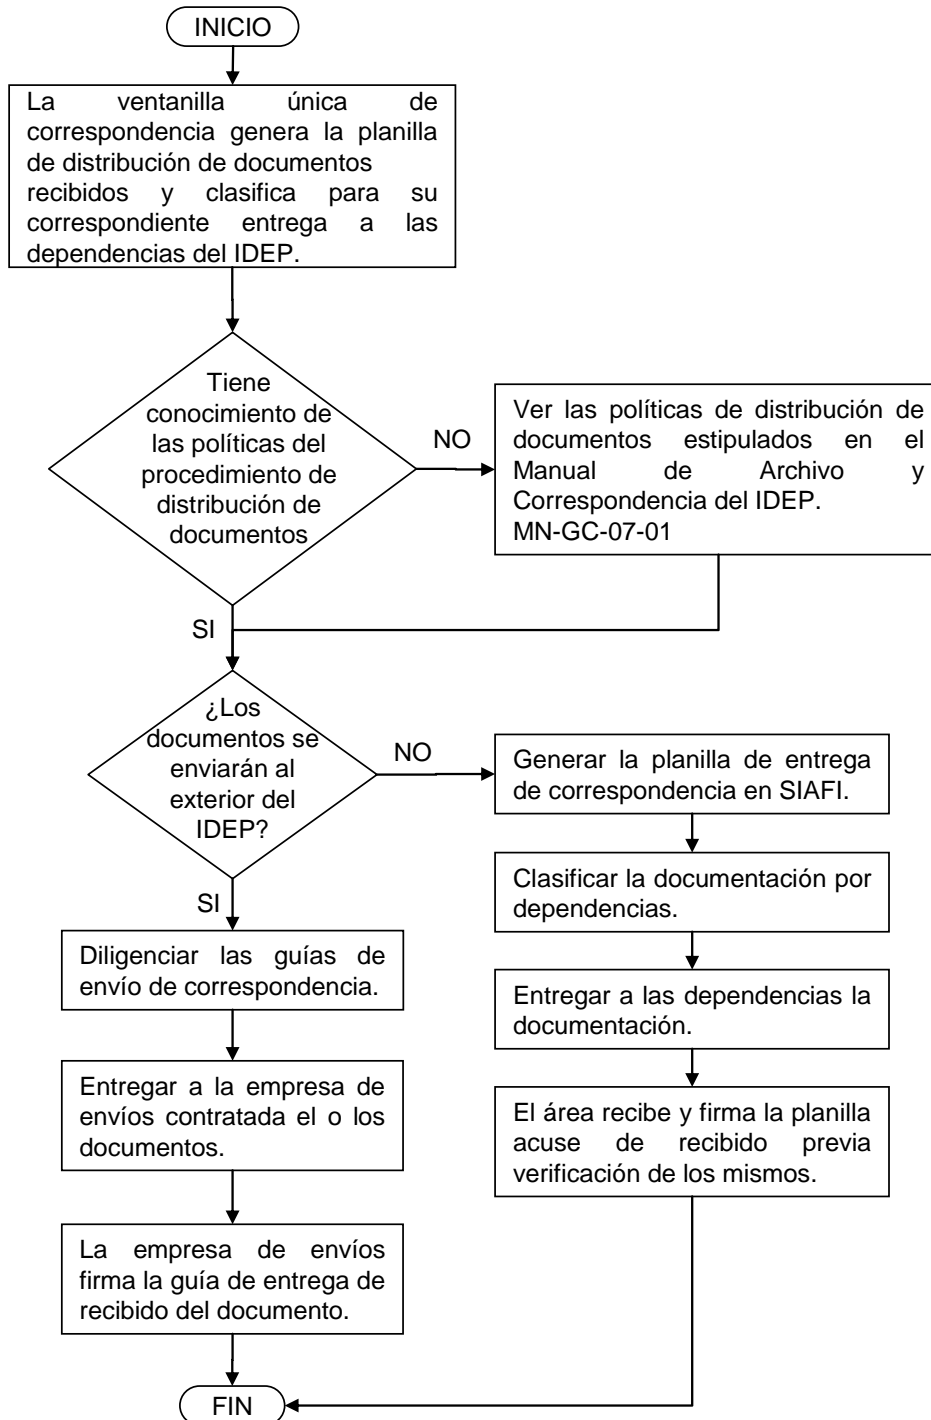 INICIO
La ventanilla única de
correspondencia genera la planilla
de distribución de documentos
recibidos y clasifica para su
correspondiente entrega a las
dependencias del IDEP.
Tiene
conocimiento de
las políticas del
procedimiento de
distribución de
documentos
NO
Ver las políticas de distribución de
documentos estipulados en el
Manual de Archivo y
Correspondencia del IDEP.
MN-GC-07-01
SI
¿Los
documentos se
enviarán al
exterior del
IDEP?
NO
Generar la planilla de entrega
de correspondencia en SIAFI.
Clasificar la documentación por
dependencias.
Entregar a las dependencias la
documentación.
El área recibe y firma la planilla
acuse de recibido previa
verificación de los mismos.
SI
Diligenciar las guías de
envío de correspondencia.
Entregar a la empresa de
envíos contratada el o los
documentos.
La empresa de envíos
firma la guía de entrega de
recibido del documento.
FIN